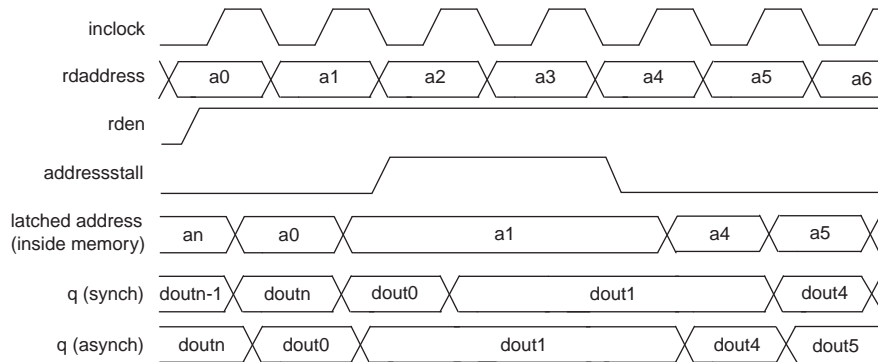 inclock
rdaddress a0 a1 a2 a3 a4 a5 a6
rden
addressstall
latched address
(inside memory) an a0 a1 a4 a5
q (synch) doutn-1 doutn dout0 dout1 dout4
q (asynch) doutn dout0 dout1 dout4 dout5